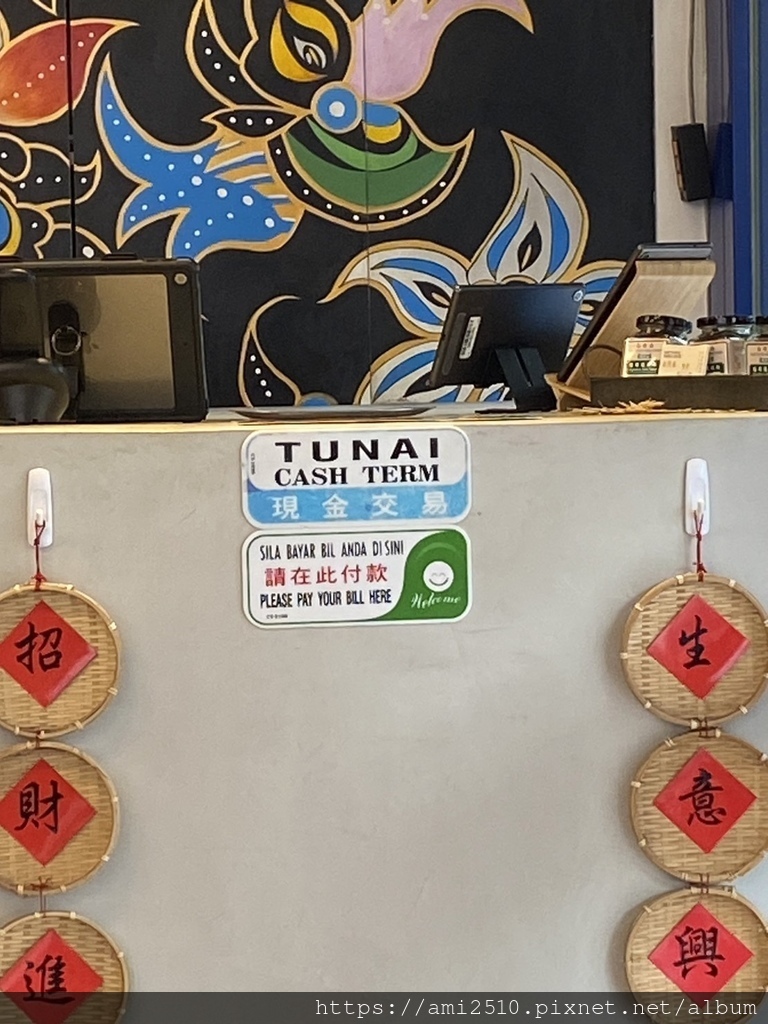 TUNAI
CASH TERM
現金交易
SILA BAYAR BIL ANDA DI SINI
請在此付款
PLEASE PAY YOUR BILL HERE
Welcome
招
財
進
生
意
興
https://ami2510.pixnet.net/album